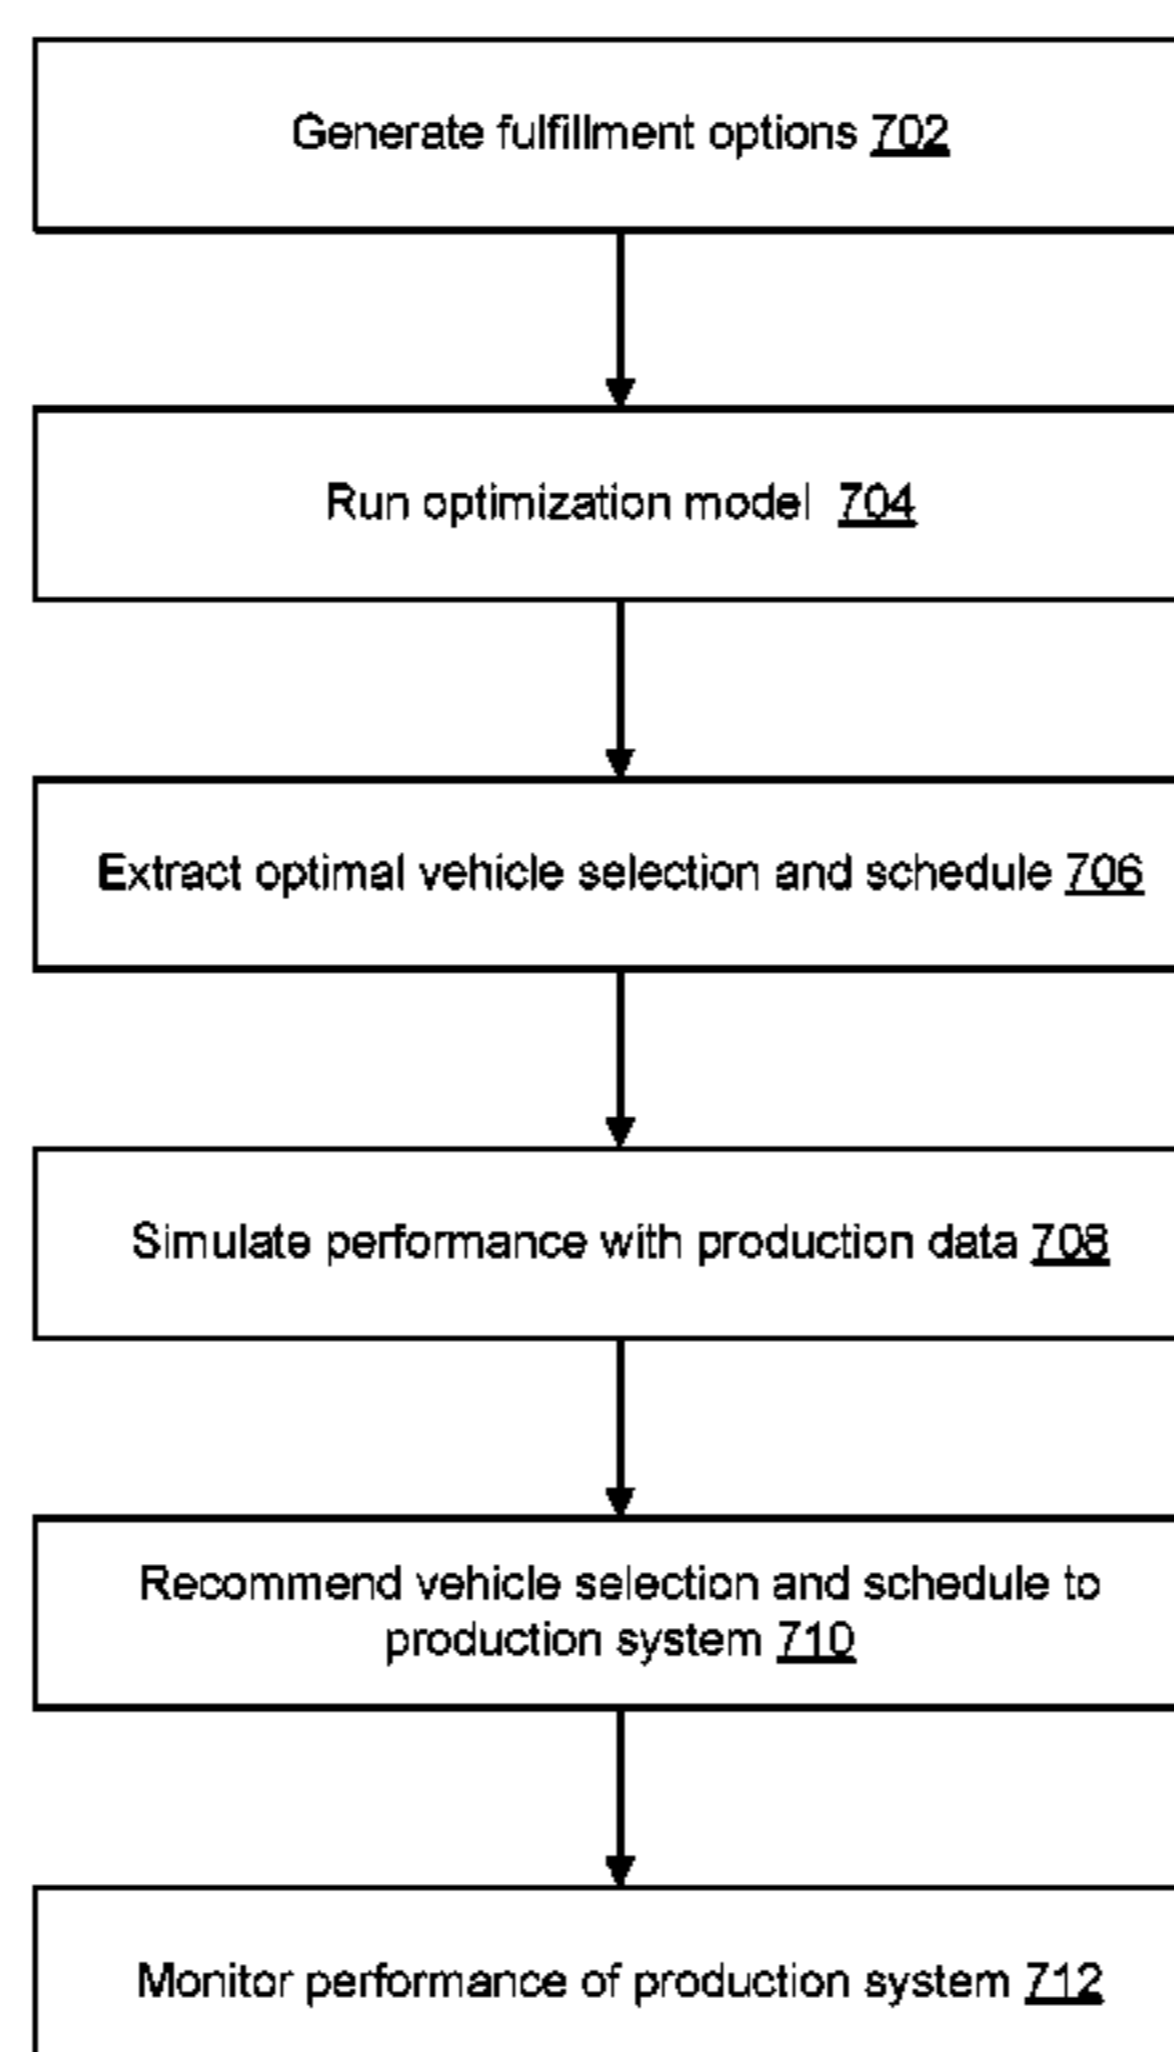 Generate fulfillment options 702
Run optimization model 704
Extract optimal vehicle selection and schedule 706
Simulate performance with production data 708
Recommend vehicle selection and schedule to
production system 710
Monitor performance of production system 712